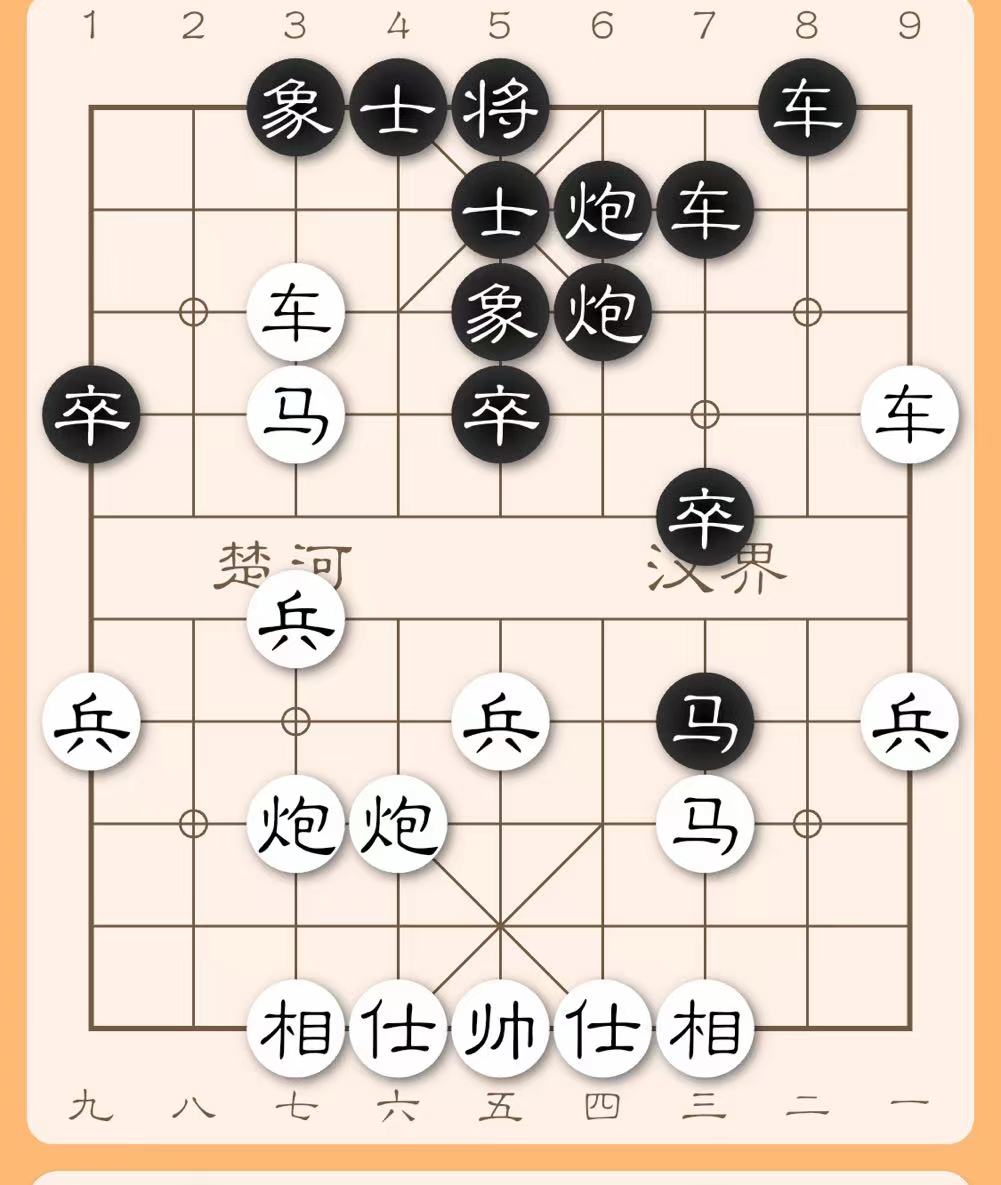 1 2 3 4 5 6 7 8 9
象 士 将 车
士 炮 车
车 象 炮
卒 马 卒 车
卒
楚河 汉界
兵
兵 兵 马 兵
炮 炮 马
相 仕 帅 仕 相
九 八 七 六 五 四 三 二 一